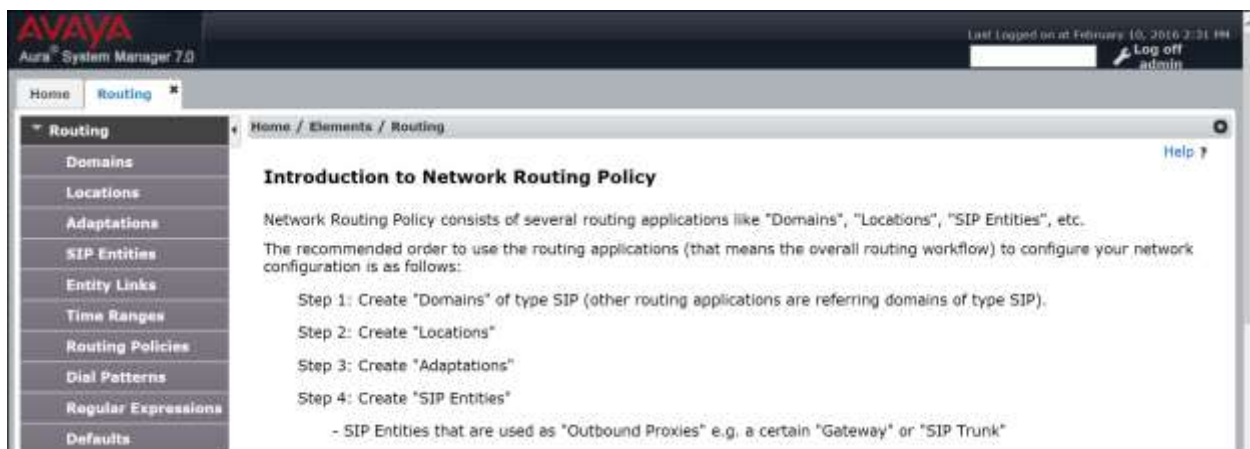 AVAYA
Last Logged on at February 10, 2016 2:31 PM
Aura® System Manager 7.0
Log off
admin
Home Routing ✖
Routing
Domains
Locations
Adaptations
SIP Entities
Entity Links
Time Ranges
Routing Policies
Dial Patterns
Regular Expressions
Defaults
Home / Elements / Routing
Help ?
Introduction to Network Routing Policy
Network Routing Policy consists of several routing applications like "Domains", "Locations", "SIP Entities", etc.
The recommended order to use the routing applications (that means the overall routing workflow) to configure your network
configuration is as follows:
Step 1: Create "Domains" of type SIP (other routing applications are referring domains of type SIP).
Step 2: Create "Locations"
Step 3: Create "Adaptations"
Step 4: Create "SIP Entities"
- SIP Entities that are used as "Outbound Proxies" e.g. a certain "Gateway" or "SIP Trunk"